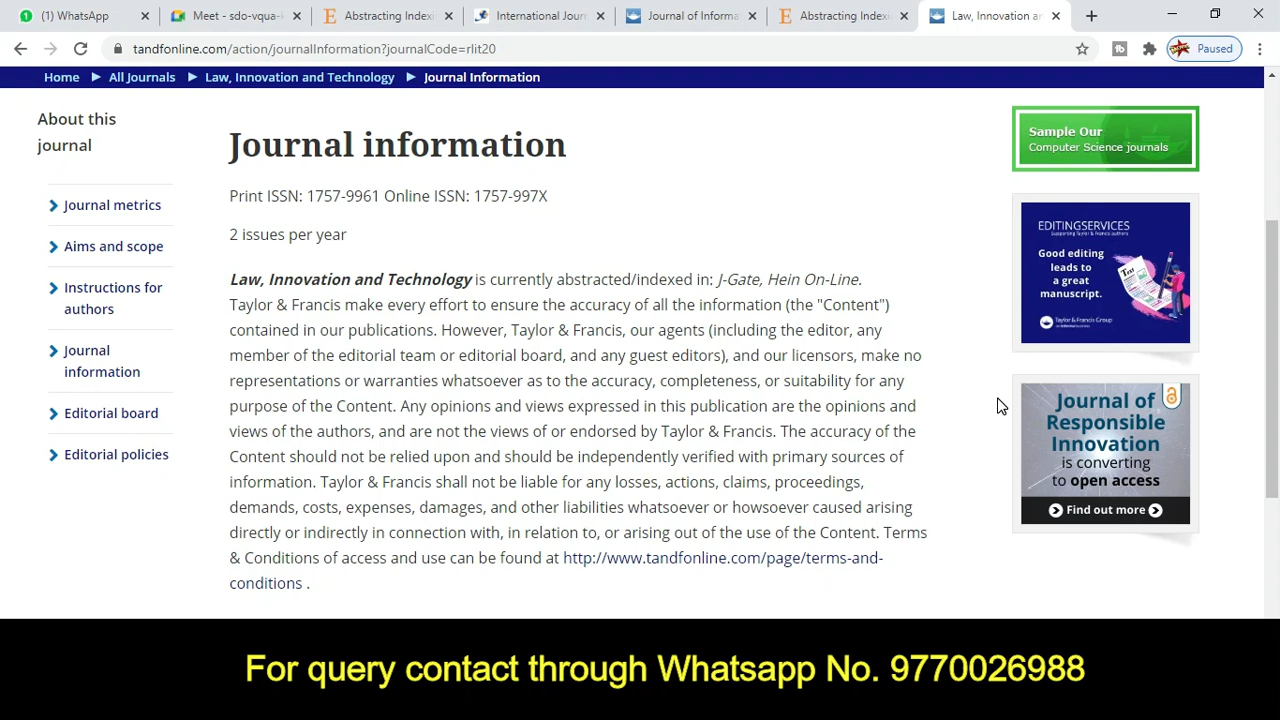 (1) WhatsApp
Meet - sdo-vqua-
Abstracting Indexi
International Jour
Journal of Informa
Abstracting Indexi
Law, Innovation an
tandfonline.com/action/journalInformation?journalCode=rlit20
Paused
Home
All Journals
Law, Innovation and Technology
Journal Information
About this
journal
Journal metrics
Aims and scope
Instructions for
authors
Journal
information
Editorial board
Editorial policies
Journal information
Print ISSN: 1757-9961 Online ISSN: 1757-997X
2 issues per year
Law, Innovation and Technology is currently abstracted/indexed in: J-Gate, Hein On-Line.
Taylor & Francis make every effort to ensure the accuracy of all the information (the "Content")
contained in our publications. However, Taylor & Francis, our agents (including the editor, any
member of the editorial team or editorial board, and any guest editors), and our licensors, make no
representations or warranties whatsoever as to the accuracy, completeness, or suitability for any
purpose of the Content. Any opinions and views expressed in this publication are the opinions and
views of the authors, and are not the views of or endorsed by Taylor & Francis. The accuracy of the
Content should not be relied upon and should be independently verified with primary sources of
information. Taylor & Francis shall not be liable for any losses, actions, claims, proceedings,
demands, costs, expenses, damages, and other liabilities whatsoever or howsoever caused arising
directly or indirectly in connection with, in relation to, or arising out of the use of the Content. Terms
& Conditions of access and use can be found at http://www.tandfonline.com/page/terms-and-
conditions .
Sample Our
Computer Science journals
EDITINGSERVICES
Supporting Taylor & Francis authors
Good editing
leads to
a great
manuscript.
Taylor & Francis Group
an informa business
Journal of
Responsible
Innovation
is converting
to open access
Find out more
For query contact through Whatsapp No. 9770026988